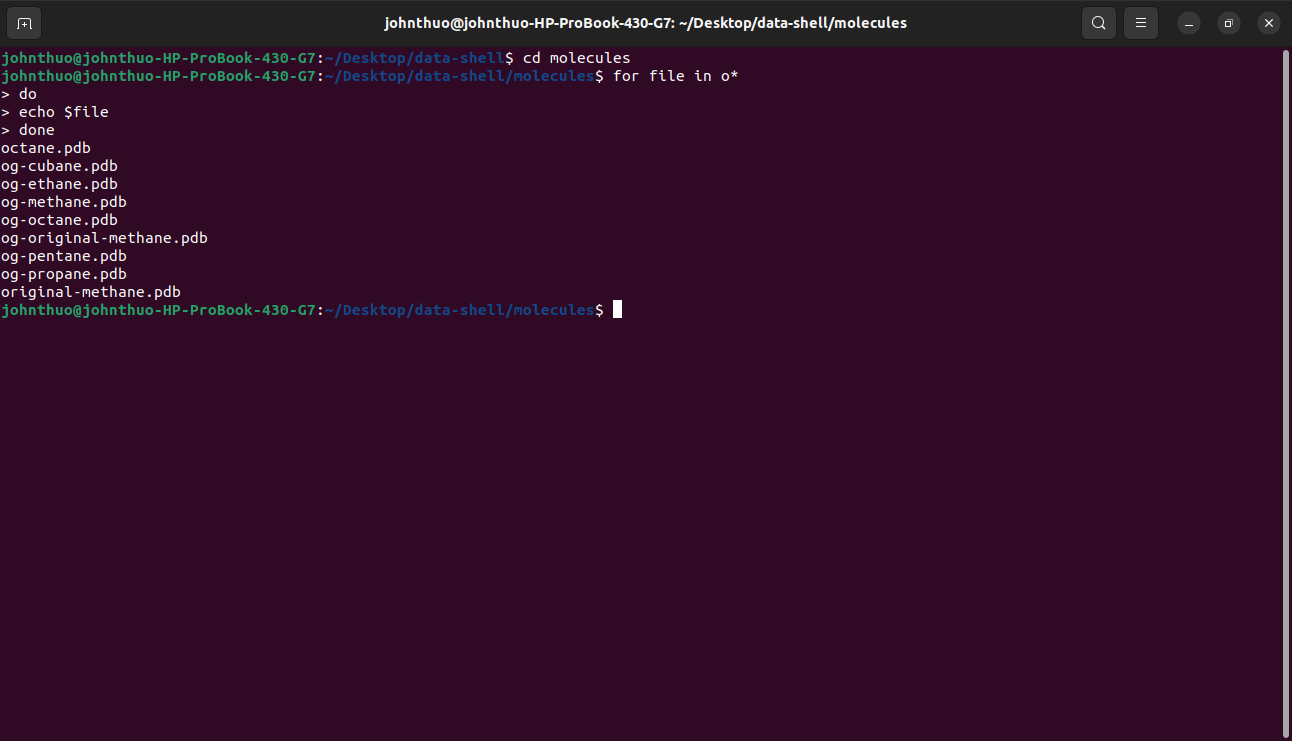 johnthuo@johnthuo-HP-ProBook-430-G7: ~/Desktop/data-shell/molecules
johnthuo@johnthuo-HP-ProBook-430-G7:~/Desktop/data-shell$ cd molecules
johnthuo@johnthuo-HP-ProBook-430-G7:~/Desktop/data-shell/molecules$ for file in o*
> do
> echo $file
> done
octane.pdb
og-cubane.pdb
og-ethane.pdb
og-methane.pdb
og-octane.pdb
og-original-methane.pdb
og-pentane.pdb
og-propane.pdb
original-methane.pdb
johnthuo@johnthuo-HP-ProBook-430-G7:~/Desktop/data-shell/molecules$